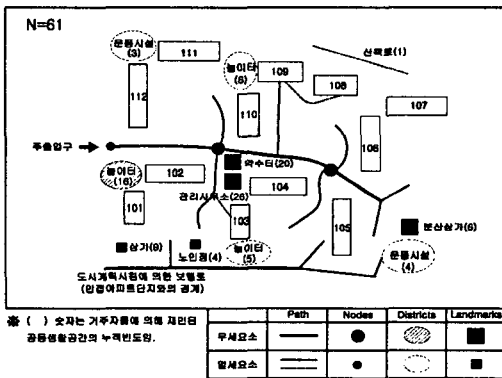 N=61
운동시설
(3)
111
놀이터
(6)
109
산책로(1)
108
107
112
110
106
주출입구
약수터(20)
놀이터
(16)
102
관리사무소(26)
104
101
103
105
상가(9)
노인정(4)
놀이터
(5)
분산상가(6)
운동시설
(4)
도시계획시설에 의한 보행로
(인접아파트단지와의 경계)
※ ( ) 숫자는 거주자들에 의해 재인된
공동생활공간의 누적빈도임.
Path Nodes Districts Landmarks
우세요소
열세요소